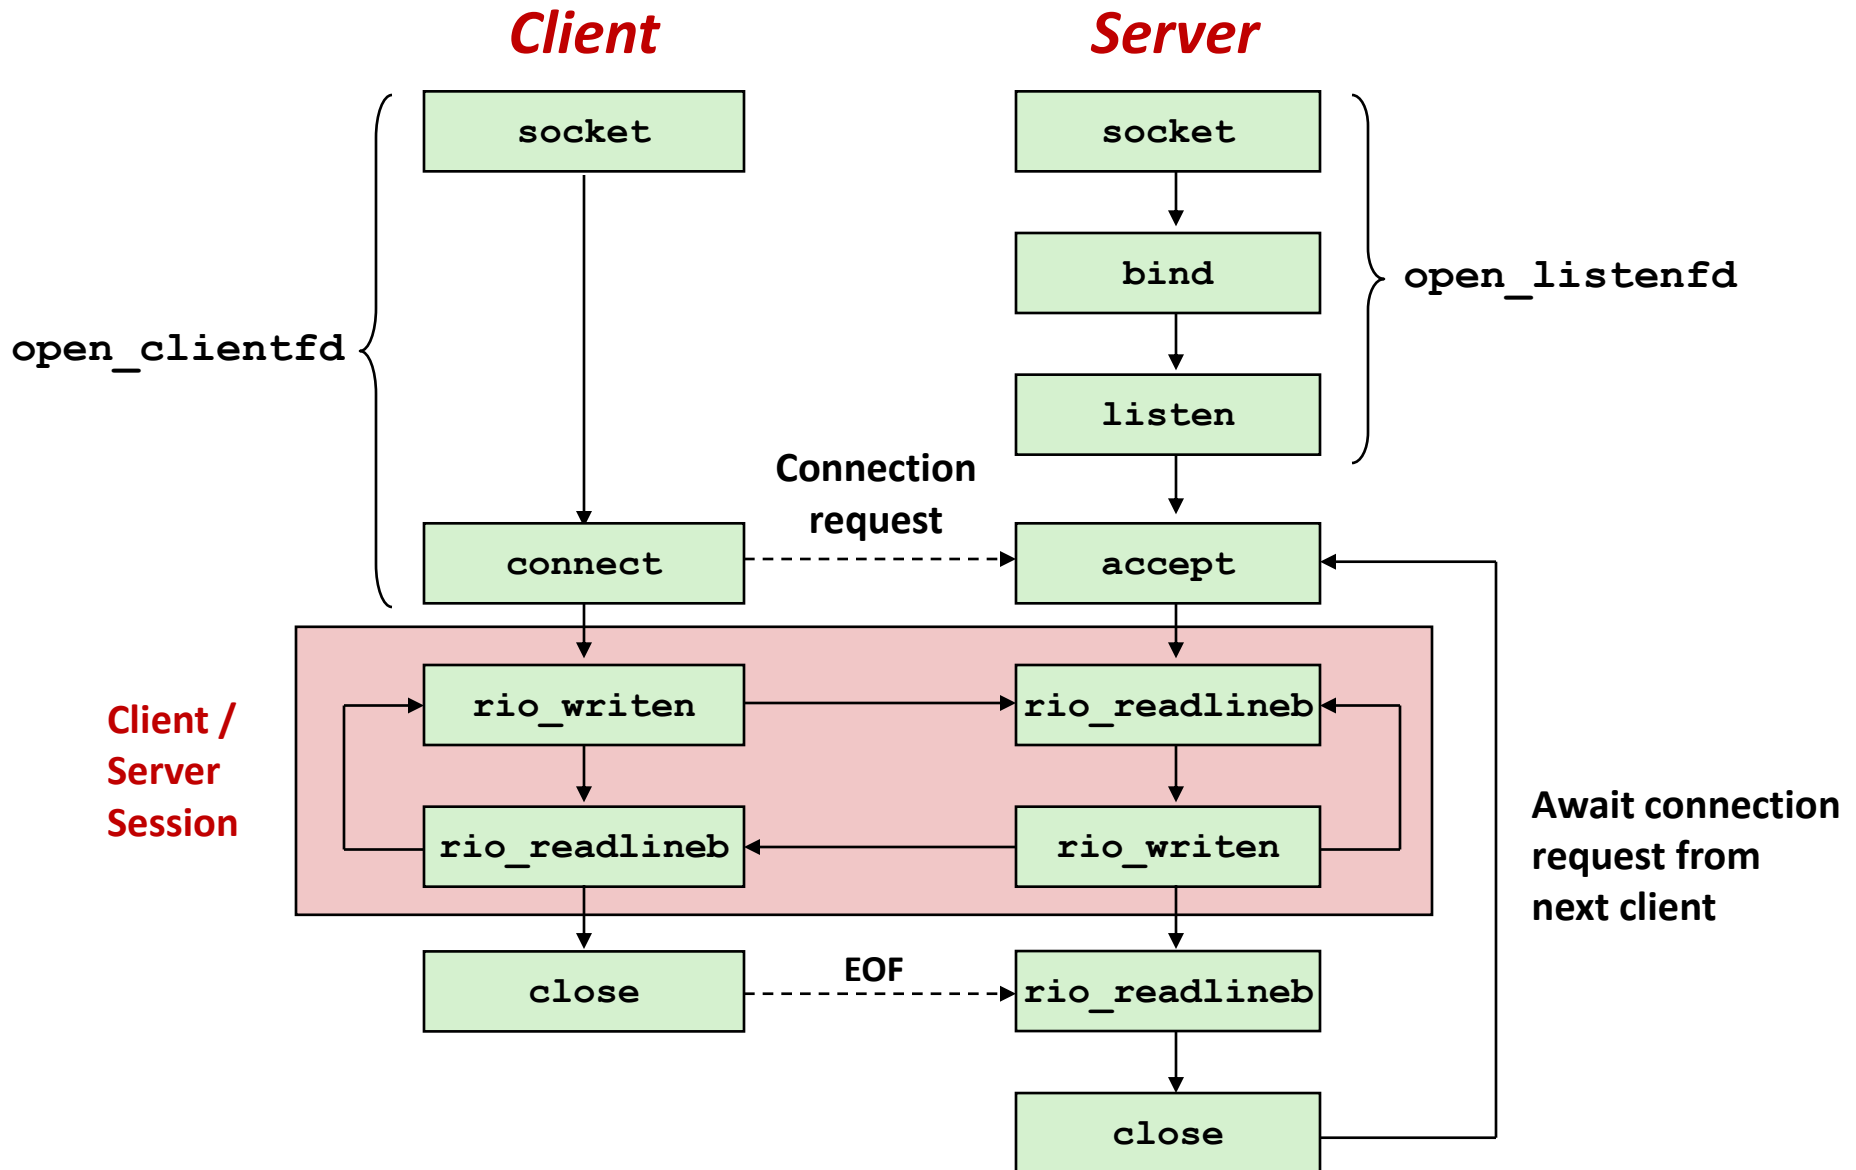 Client
Server
socket
socket
bind
open_listenfd
open_clientfd
listen
Connection
request
connect
accept
Client /
Server
Session
rio_writen
rio_readlineb
rio_readlineb
rio_writen
Await connection
request from
next client
close
EOF
rio_readlineb
close